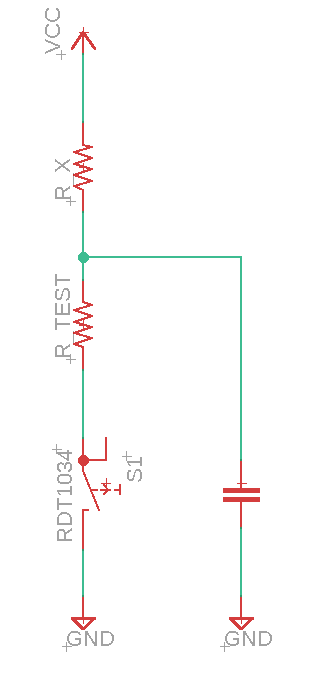 VCC
R_X
R_TEST
RDT1034
S1
GND
GND